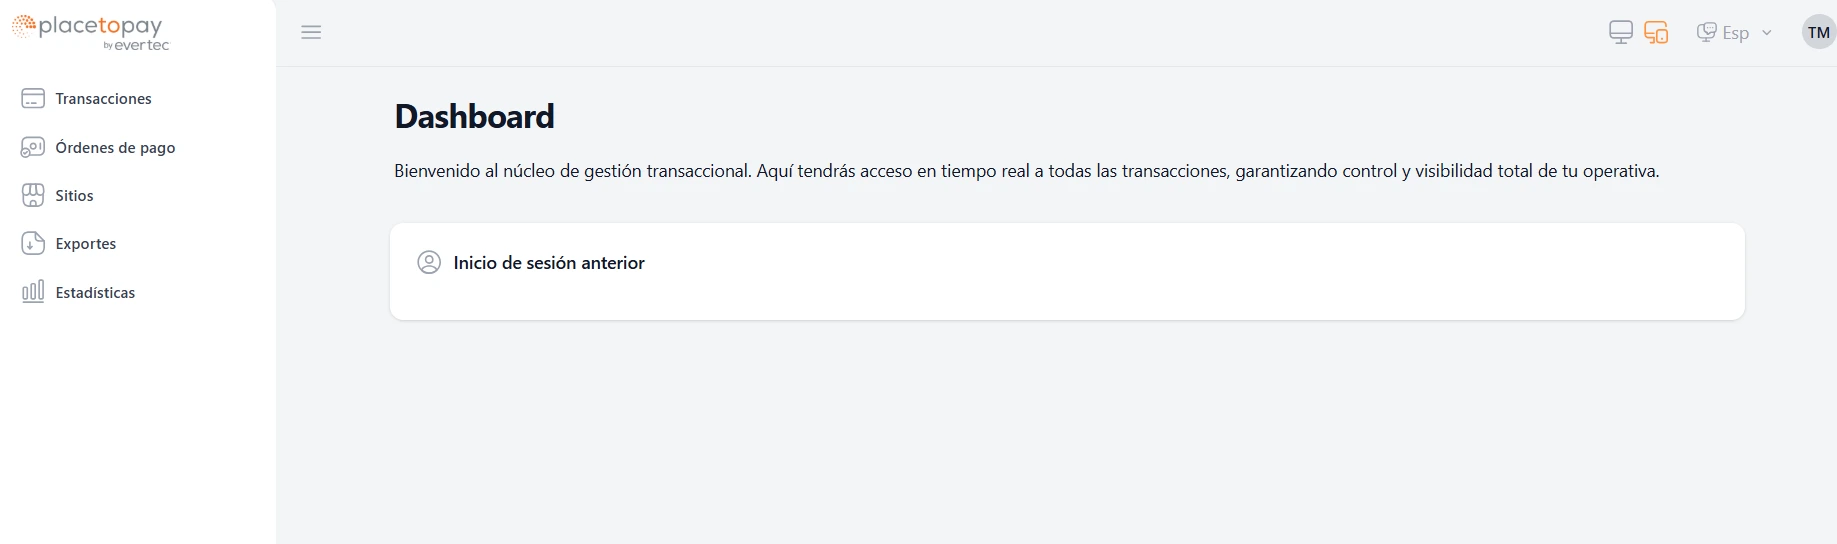 placetopay
by evertec
Transacciones
Órdenes de pago
Sitios
Exportes
Estadísticas
Esp
TM
Dashboard
Bienvenido al núcleo de gestión transaccional. Aquí tendrás acceso en tiempo real a todas las transacciones, garantizando control y visibilidad total de tu operativa.
Inicio de sesión anterior